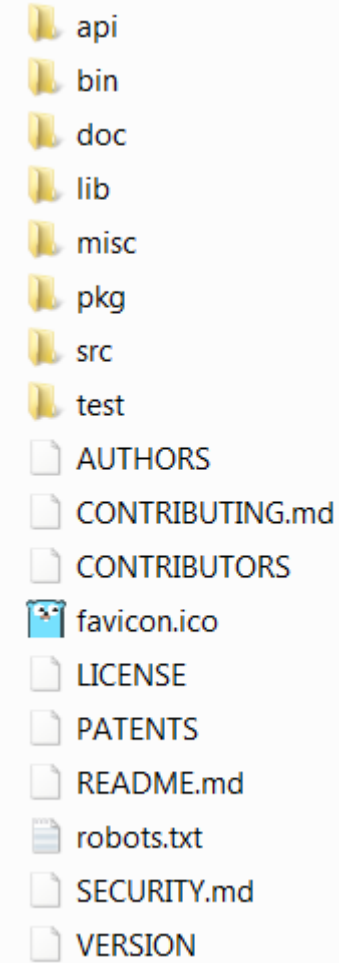 api
bin
doc
lib
misc
pkg
src
test
AUTHORS
CONTRIBUTING.md
CONTRIBUTORS
favicon.ico
LICENSE
PATENTS
README.md
robots.txt
SECURITY.md
VERSION